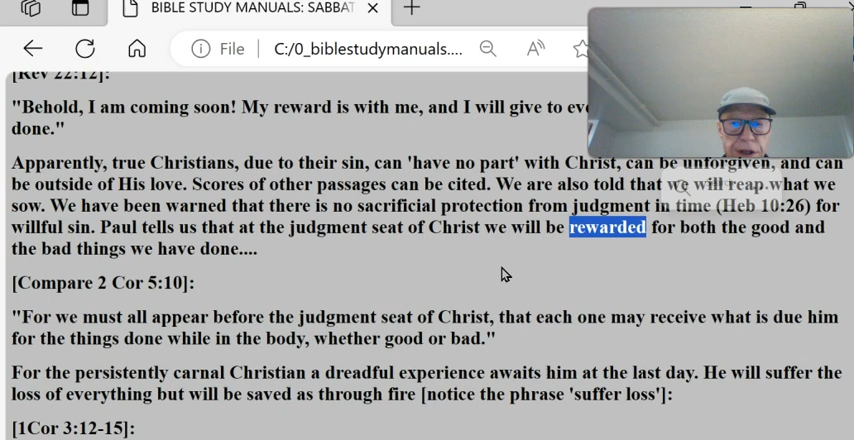 BIBLE STUDY MANUALS: SABBAT
File C:/0_biblestudymanuals....
[Rev 22:12]:
"Behold, I am coming soon! My reward is with me, and I will give to
done."
Apparently, true Christians, due to their sin, can 'have no part' with Christ, can be unforgiven, and can
be outside of His love. Scores of other passages can be cited. We are also told that we will reap what we
sow. We have been warned that there is no sacrificial protection from judgment in time (Heb 10:26) for
willful sin. Paul tells us that at the judgment seat of Christ we will be rewarded for both the good and
the bad things we have done....
[Compare 2 Cor 5:10]:
"For we must all appear before the judgment seat of Christ, that each one may receive what is due him
for the things done while in the body, whether good or bad."
For the persistently carnal Christian a dreadful experience awaits him at the last day. He will suffer the
loss of everything but will be saved as through fire [notice the phrase 'suffer loss']:
[1Cor 3:12-15]: